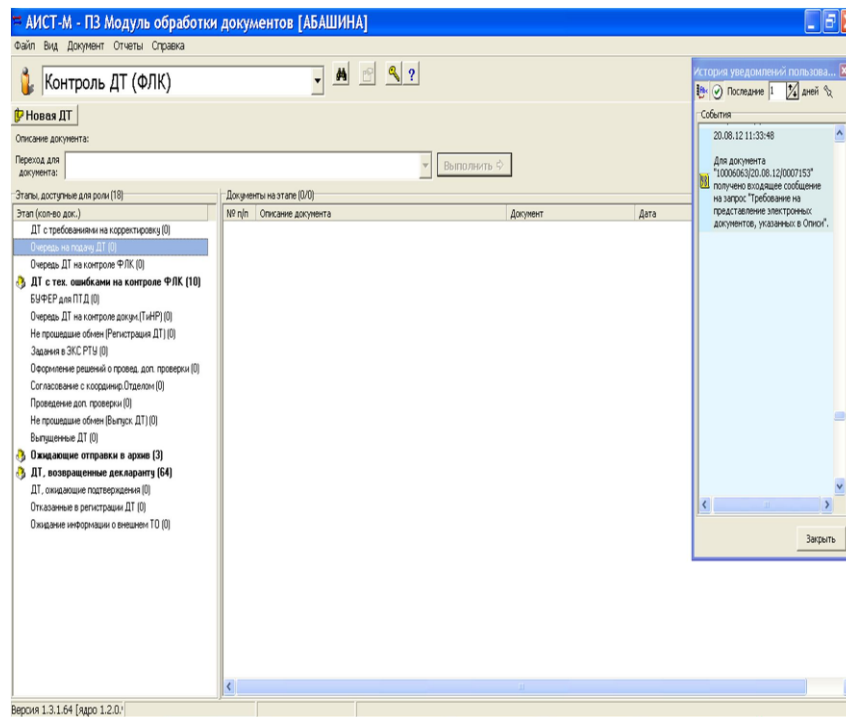 АИСТ-М - ПЗ Модуль обработки документов [АБАШИНА]
Файл Вид Документ Отчеты Справка
Контроль ДТ (ФЛК)
Новая ДТ
Описание документа:
Переход для документа:
Выполнить
Этапы, доступные для роли (18)
Этап (кол-во док..)
ДТ с требованиями на корректировку (0)
Очередь на подачу ДТ (0)
Очередь ДТ на контроле ФЛК (0)
ДТ с тех. ошибками на контроле ФЛК (10)
БУФЕР для ПТД (0)
Очередь ДТ на контроле докум.(ТиНР) (0)
Не прошедшие обмен (Регистрация ДТ) (0)
Задания в ЭКС РТУ (0)
Оформление решений о провед. доп. проверки (0)
Согласование с координир.Отделом (0)
Проведение доп. проверки (0)
Не прошедшие обмен (Выпуск ДТ) (0)
Выпущенные ДТ (0)
Ожидающие отправки в архив (3)
ДТ, возвращенные декларанту (64)
ДТ, ожидающие подтверждения (0)
Отказанные в регистрации ДТ (0)
Ожидание информации о внешнем ТО (0)
Документы на этапе (0/0)
№ п/п Описание документа Документ Дата
История уведомлений пользова...
Последние 1 дней
События
20.08.12 11:33:48
Для документа
"10006063/20.08.12/0007153"
получено входящее сообщение
на запрос "Требование на
представление электронных
документов, указанных в Описи".
Закрыть
Версия 1.3.1.64 [ядро 1.2.0.